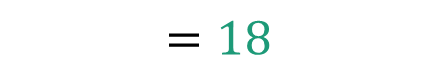 = 18